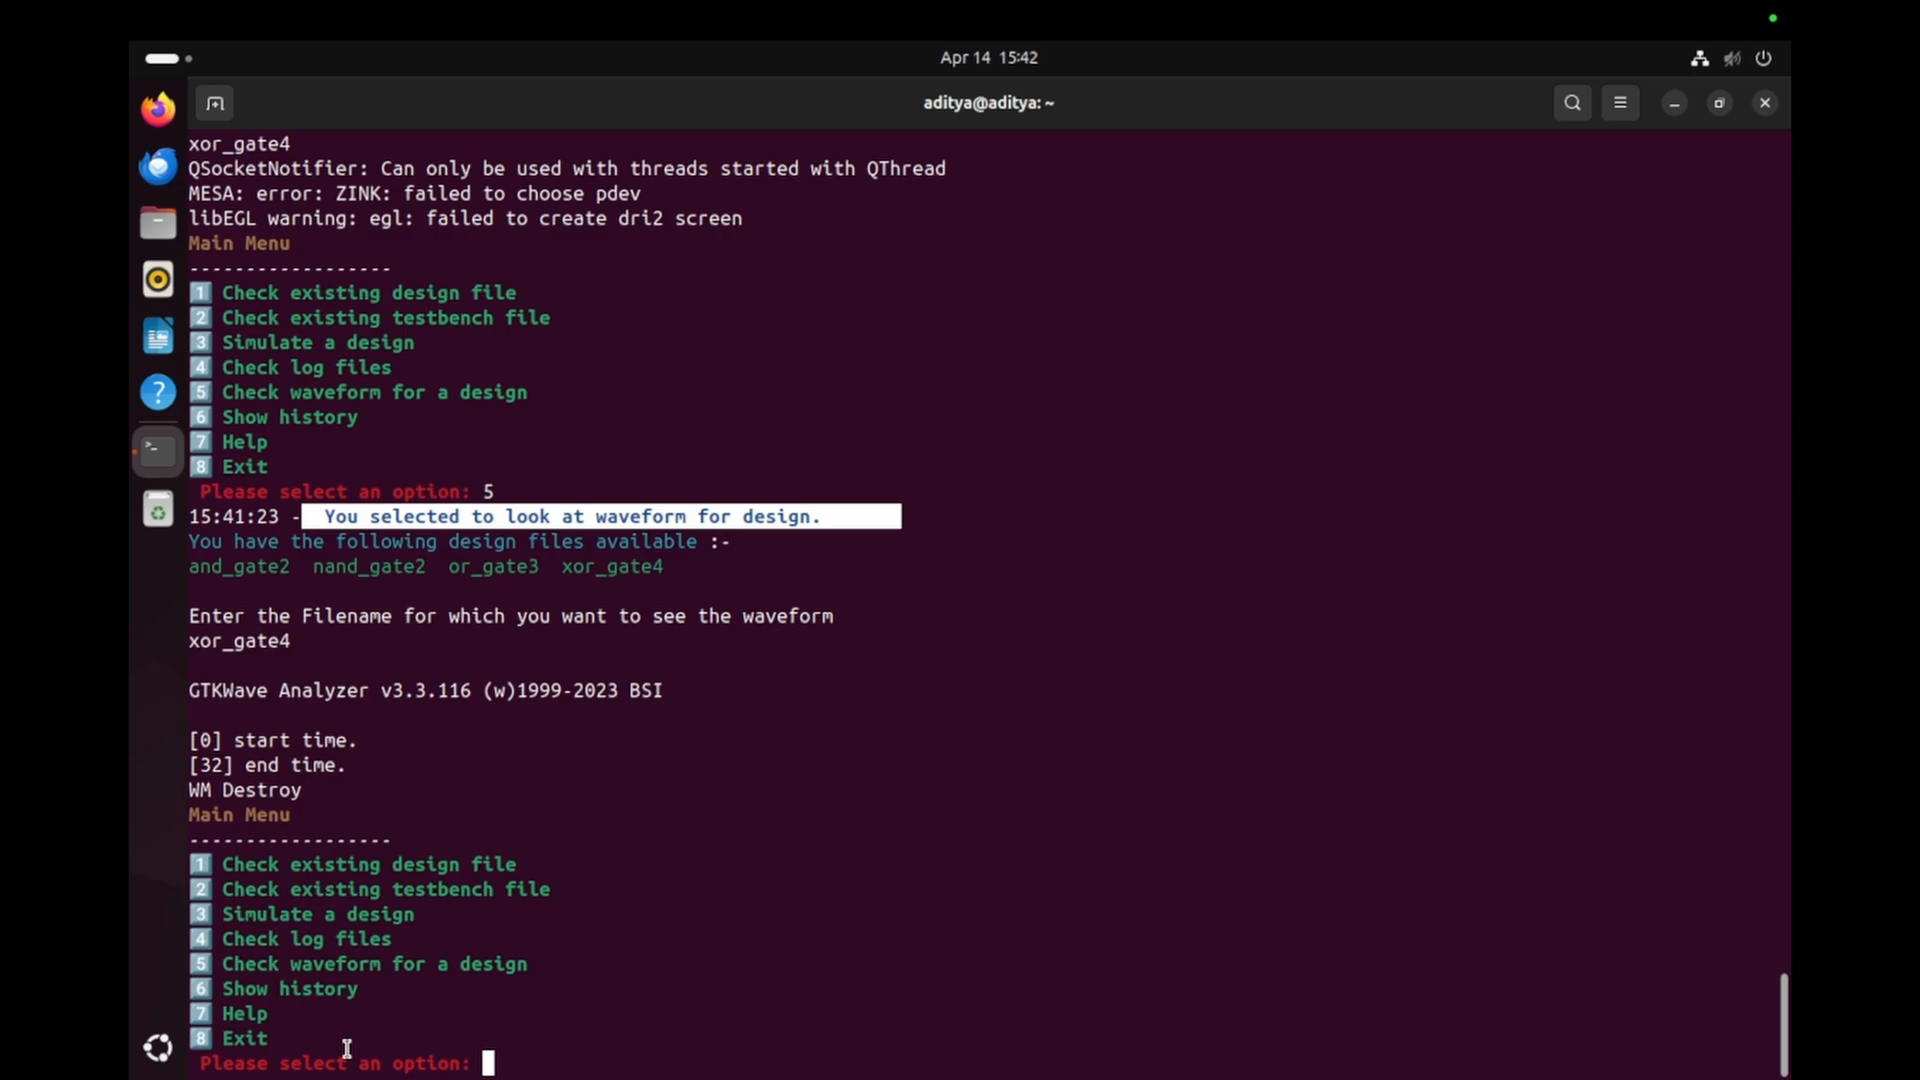 Apr 14 15:42
aditya@aditya: ~
xor_gate4
QSocketNotifier: Can only be used with threads started with QThread
MESA: error: ZINK: failed to choose pdev
libEGL warning: egl: failed to create dri2 screen
Main Menu
------------------
1 Check existing design file
2 Check existing testbench file
3 Simulate a design
4 Check log files
5 Check waveform for a design
6 Show history
7 Help
8 Exit
Please select an option: 5
15:41:23 - You selected to look at waveform for design.
You have the following design files available :-
and_gate2 nand_gate2 or_gate3 xor_gate4
Enter the Filename for which you want to see the waveform
xor_gate4
GTKWave Analyzer v3.3.116 (w)1999-2023 BSI
[0] start time.
[32] end time.
WM Destroy
Main Menu
------------------
1 Check existing design file
2 Check existing testbench file
3 Simulate a design
4 Check log files
5 Check waveform for a design
6 Show history
7 Help
8 Exit
Please select an option: